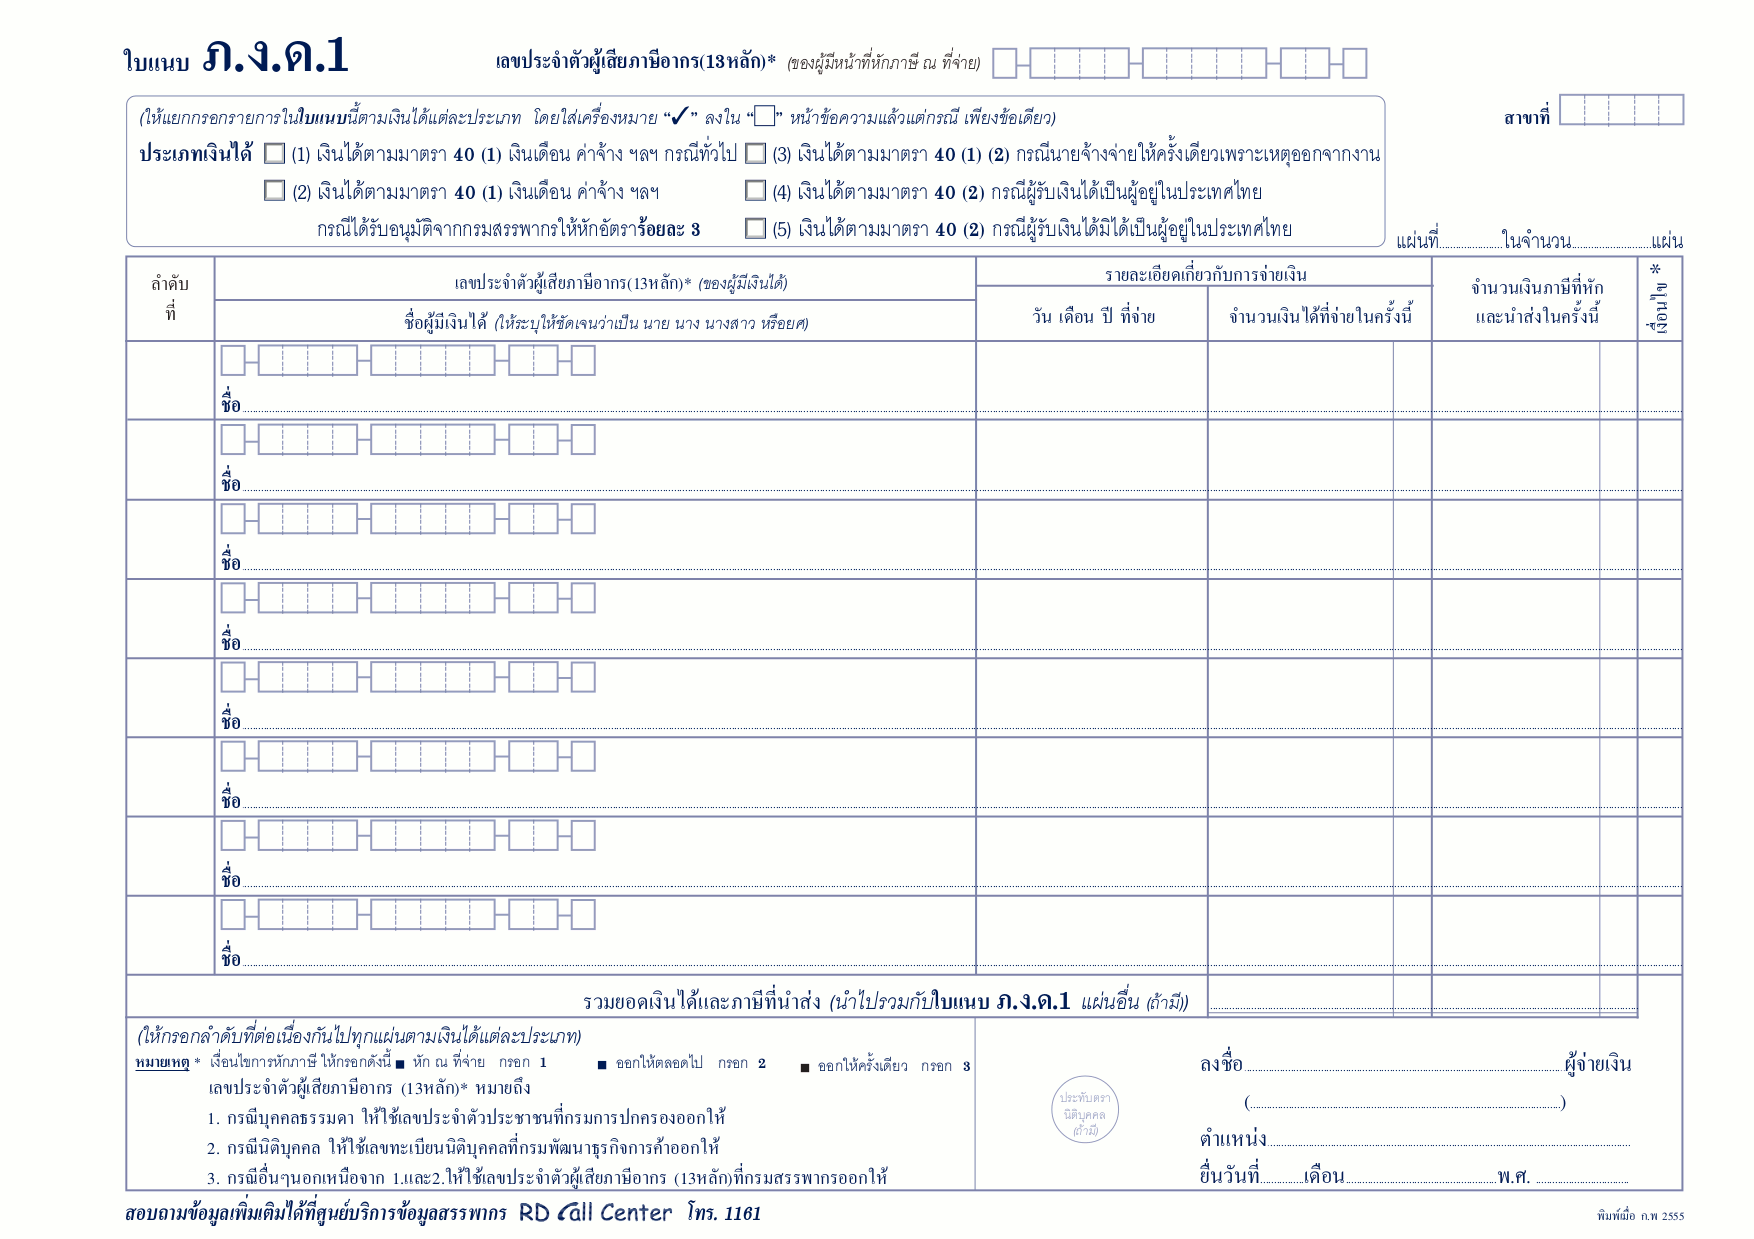 ใบแนบ ภ.ง.ด.1 เลขประจำตัวผู้เสียภาษีอากร(13หลัก)* (ของผู้มีหน้าที่หักภาษี ณ ที่จ่าย)
(ให้แยกกรอกรายการในใบแนบนี้ตามเงินได้แต่ละประเภท โดยใส่เครื่องหมาย “✓” ลงใน “☐” หน้าข้อความแล้วแต่กรณี เพียงข้อเดียว) สาขาที่
ประเภทเงินได้ ☐ (1) เงินได้ตามมาตรา 40 (1) เงินเดือน ค่าจ้าง ฯลฯ กรณีทั่วไป ☐ (3) เงินได้ตามมาตรา 40 (1) (2) กรณีนายจ้างจ่ายให้ครั้งเดียวเพราะเหตุออกจากงาน
☐ (2) เงินได้ตามมาตรา 40 (1) เงินเดือน ค่าจ้าง ฯลฯ ☐ (4) เงินได้ตามมาตรา 40 (2) กรณีผู้รับเงินได้เป็นผู้อยู่ในประเทศไทย
กรณีได้รับอนุมัติจากกรมสรรพากรให้หักอัตราร้อยละ 3 ☐ (5) เงินได้ตามมาตรา 40 (2) กรณีผู้รับเงินได้มิได้เป็นผู้อยู่ในประเทศไทย
แผ่นที่..........ในจำนวน..........แผ่น
ลำดับ
ที่
เลขประจำตัวผู้เสียภาษีอากร(13หลัก)* (ของผู้มีเงินได้)
ชื่อผู้มีเงินได้ (ให้ระบุให้ชัดเจนว่าเป็น นาย นาง นางสาว หรือยศ)
รายละเอียดเกี่ยวกับการจ่ายเงิน
วัน เดือน ปี ที่จ่าย จำนวนเงินได้ที่จ่ายในครั้งนี้
จำนวนเงินภาษีที่หัก
และนำส่งในครั้งนี้
เงื่อนไข *
ชื่อ
ชื่อ
ชื่อ
ชื่อ
ชื่อ
ชื่อ
ชื่อ
ชื่อ
รวมยอดเงินได้และภาษีที่นำส่ง (นำไปรวมกับใบแนบ ภ.ง.ด.1 แผ่นอื่น (ถ้ามี))
(ให้กรอกลำดับที่ต่อเนื่องกันไปทุกแผ่นตามเงินได้แต่ละประเภท)
หมายเหตุ * เงื่อนไขการหักภาษี ให้กรอกดังนี้ ■ หัก ณ ที่จ่าย กรอก 1 ■ ออกให้ตลอดไป กรอก 2 ■ ออกให้ครั้งเดียว กรอก 3
เลขประจำตัวผู้เสียภาษีอากร (13หลัก)* หมายถึง
1. กรณีบุคคลธรรมดา ให้ใช้เลขประจำตัวประชาชนที่กรมการปกครองออกให้
2. กรณีนิติบุคคล ให้ใช้เลขทะเบียนนิติบุคคลที่กรมพัฒนาธุรกิจการค้าออกให้
3. กรณีอื่นๆนอกเหนือจาก 1.และ2.ให้ใช้เลขประจำตัวผู้เสียภาษีอากร (13หลัก)ที่กรมสรรพากรออกให้
ประทับตรา
นิติบุคคล
(ถ้ามี)
ลงชื่อ..........ผู้จ่ายเงิน
(..........)
ตำแหน่ง..........
ยื่นวันที่..........เดือน..........พ.ศ. ..........
สอบถามข้อมูลเพิ่มเติมได้ที่ศูนย์บริการข้อมูลสรรพากร RD Call Center โทร. 1161
พิมพ์เมื่อ ก.พ 2555